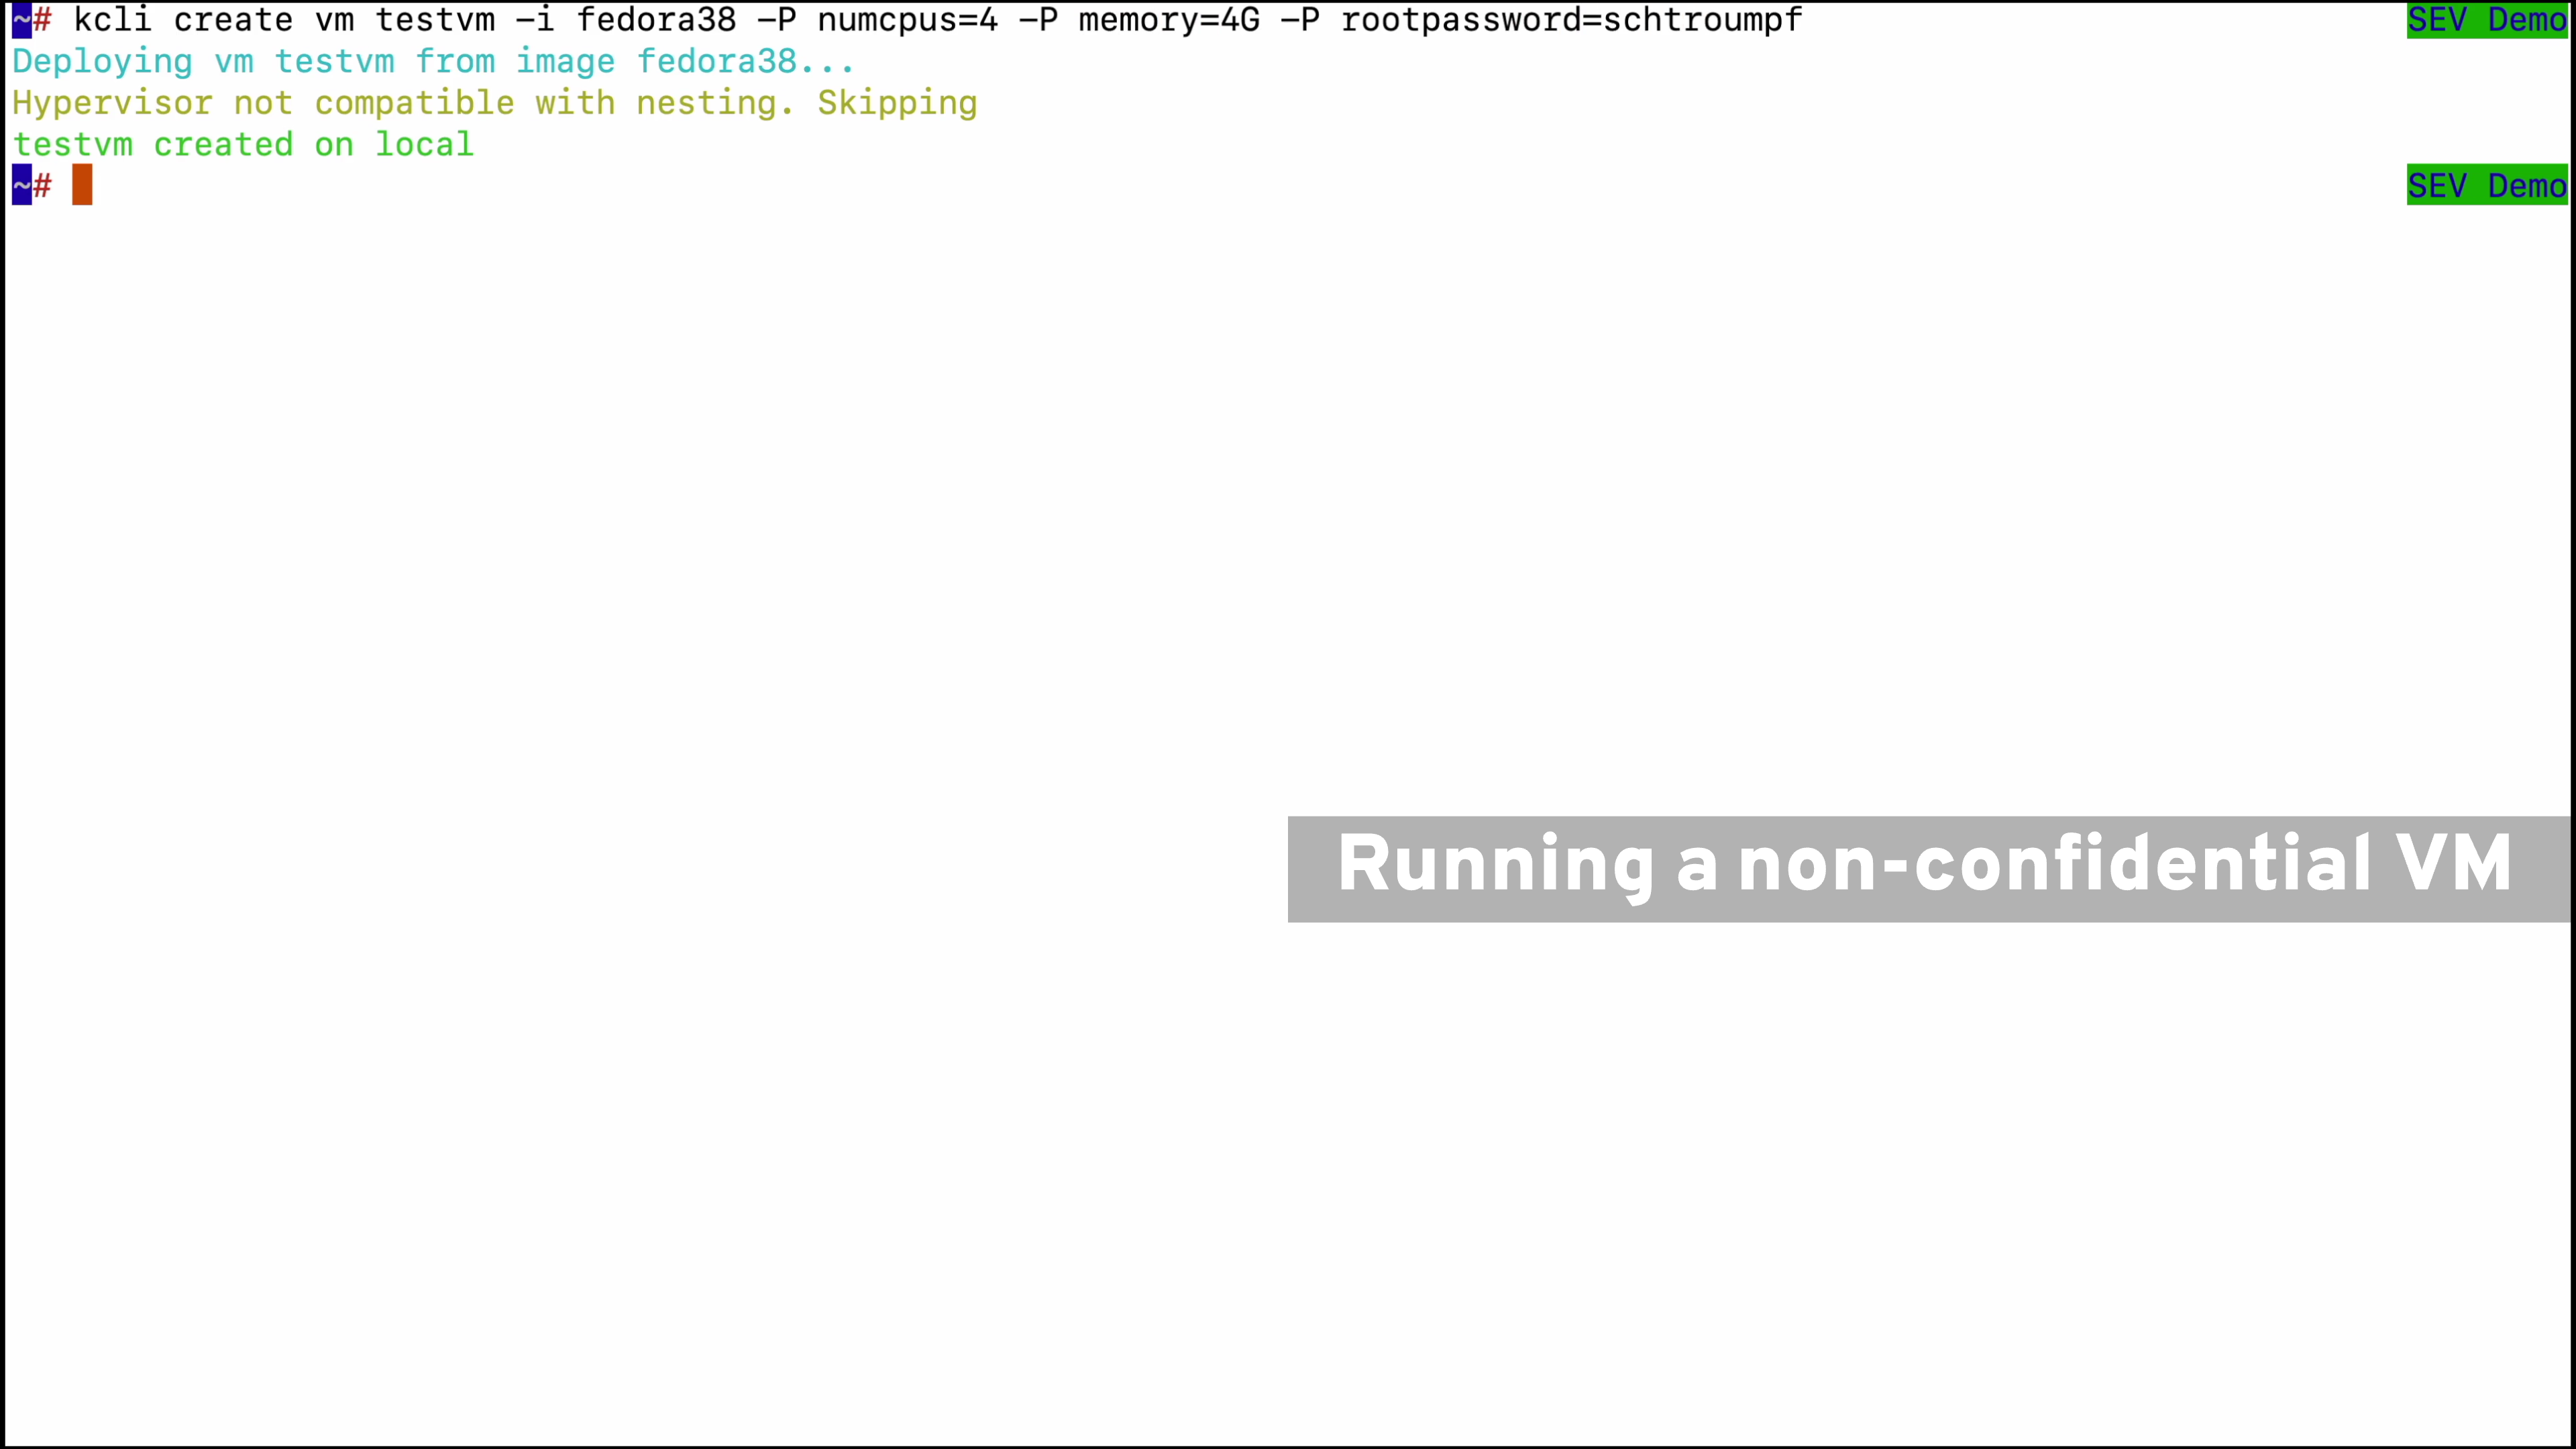 ~# kcli create vm testvm -i fedora38 -P numcpus=4 -P memory=4G -P rootpassword=schtroumpf SEV Demo
Deploying vm testvm from image fedora38...
Hypervisor not compatible with nesting. Skipping
testvm created on local
~# SEV Demo
Running a non-confidential VM